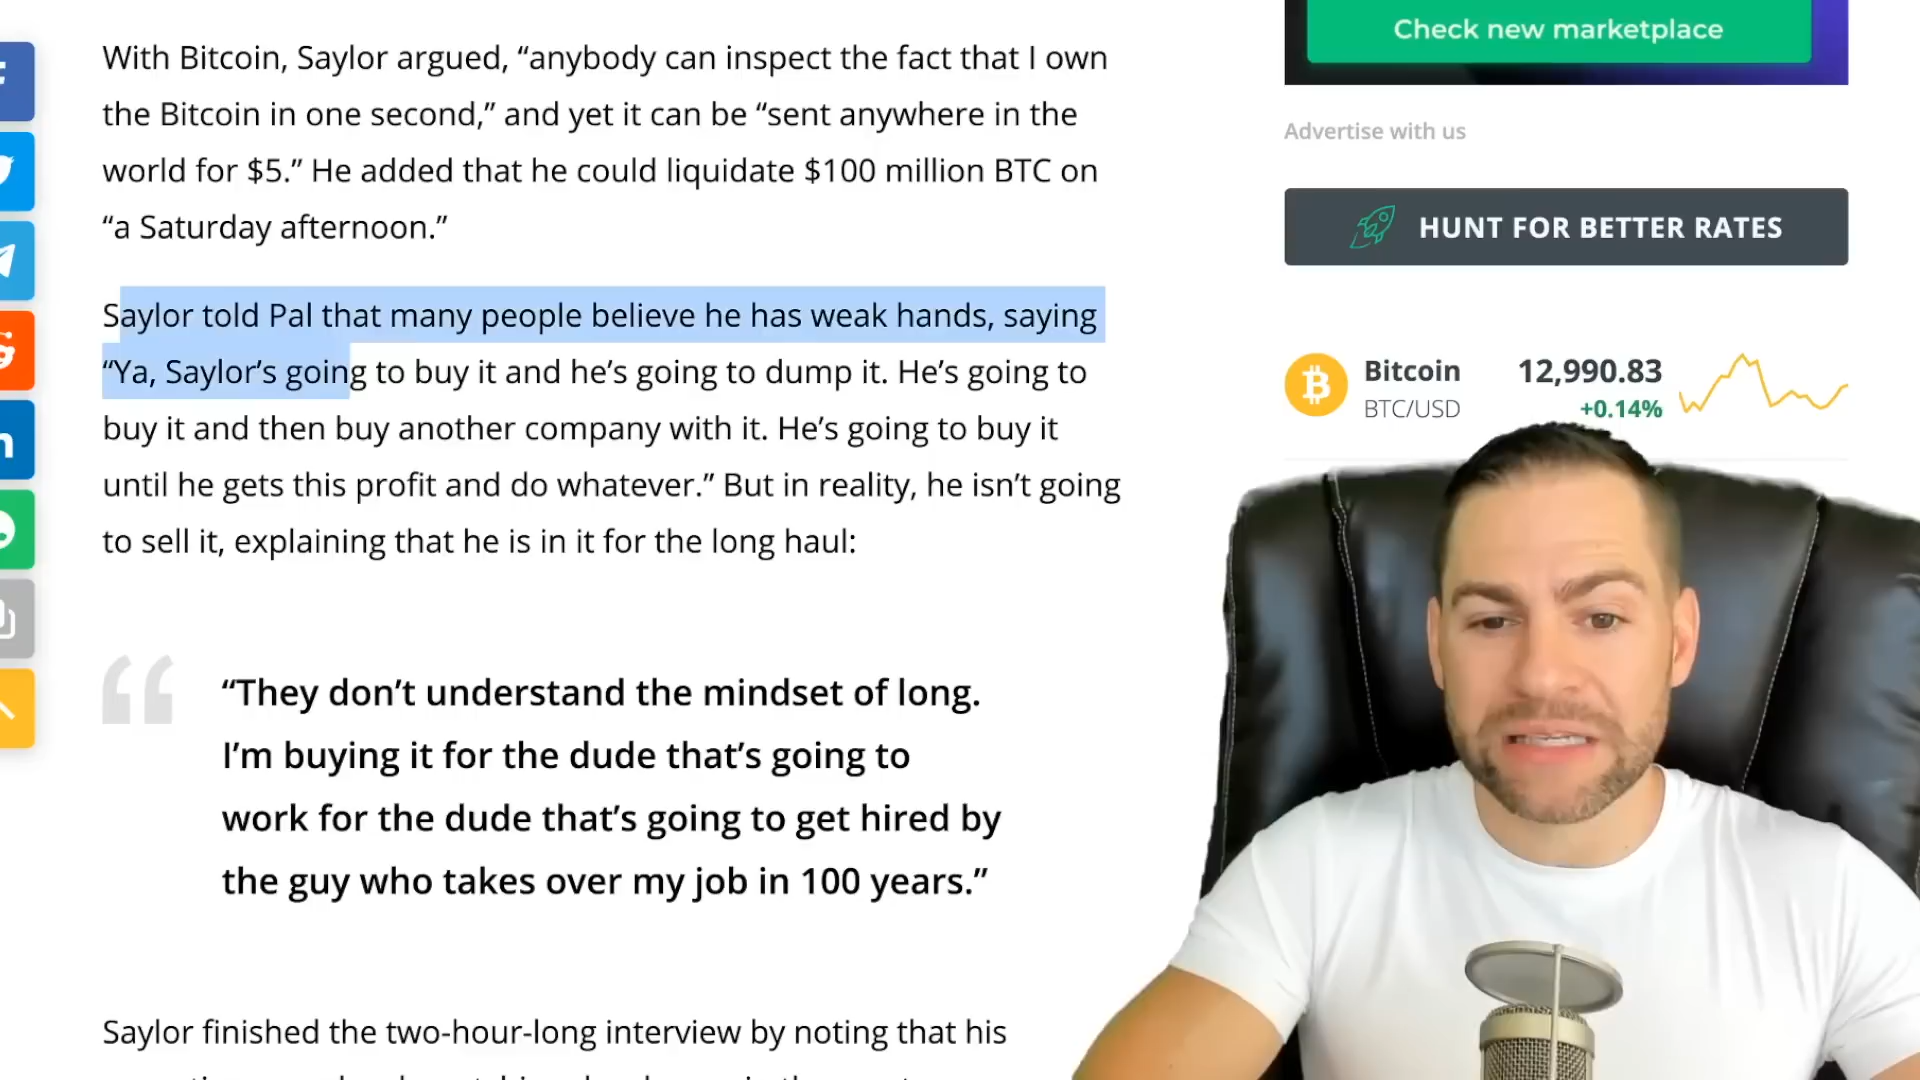 With Bitcoin, Saylor argued, “anybody can inspect the fact that I own
the Bitcoin in one second,” and yet it can be “sent anywhere in the
world for $5.” He added that he could liquidate $100 million BTC on
“a Saturday afternoon.”
Saylor told Pal that many people believe he has weak hands, saying
“Ya, Saylor’s going to buy it and he’s going to dump it. He’s going to
buy it and then buy another company with it. He’s going to buy it
until he gets this profit and do whatever.” But in reality, he isn’t going
to sell it, explaining that he is in it for the long haul:
“They don’t understand the mindset of long.
I’m buying it for the dude that’s going to
work for the dude that’s going to get hired by
the guy who takes over my job in 100 years.”
Saylor finished the two-hour-long interview by noting that his
Check new marketplace
Advertise with us
HUNT FOR BETTER RATES
Bitcoin 12,990.83
BTC/USD +0.14%